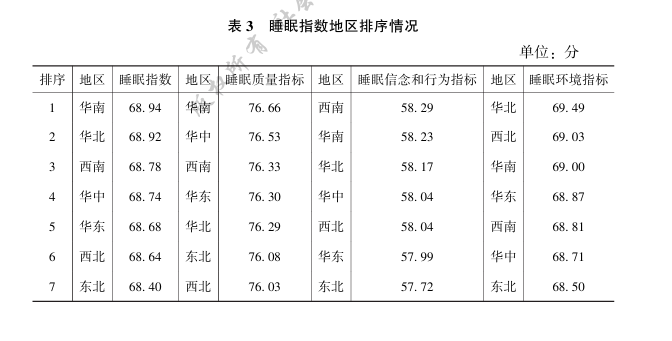 表 3 睡眠指数地区排序情况
单位：分
排序 地区 睡眠指数 地区 睡眠质量指标 地区 睡眠信念和行为指标 地区 睡眠环境指标
1 华南 68.94 华南 76.66 西南 58.29 华北 69.49
2 华北 68.92 华中 76.53 华南 58.23 西北 69.03
3 西南 68.78 西南 76.33 华北 58.17 华南 69.00
4 华中 68.74 华东 76.30 华中 58.04 华东 68.87
5 华东 68.68 华北 76.29 西北 58.04 西南 68.81
6 西北 68.64 东北 76.08 华东 57.99 华中 68.71
7 东北 68.40 西北 76.03 东北 57.72 东北 68.50
版权所有